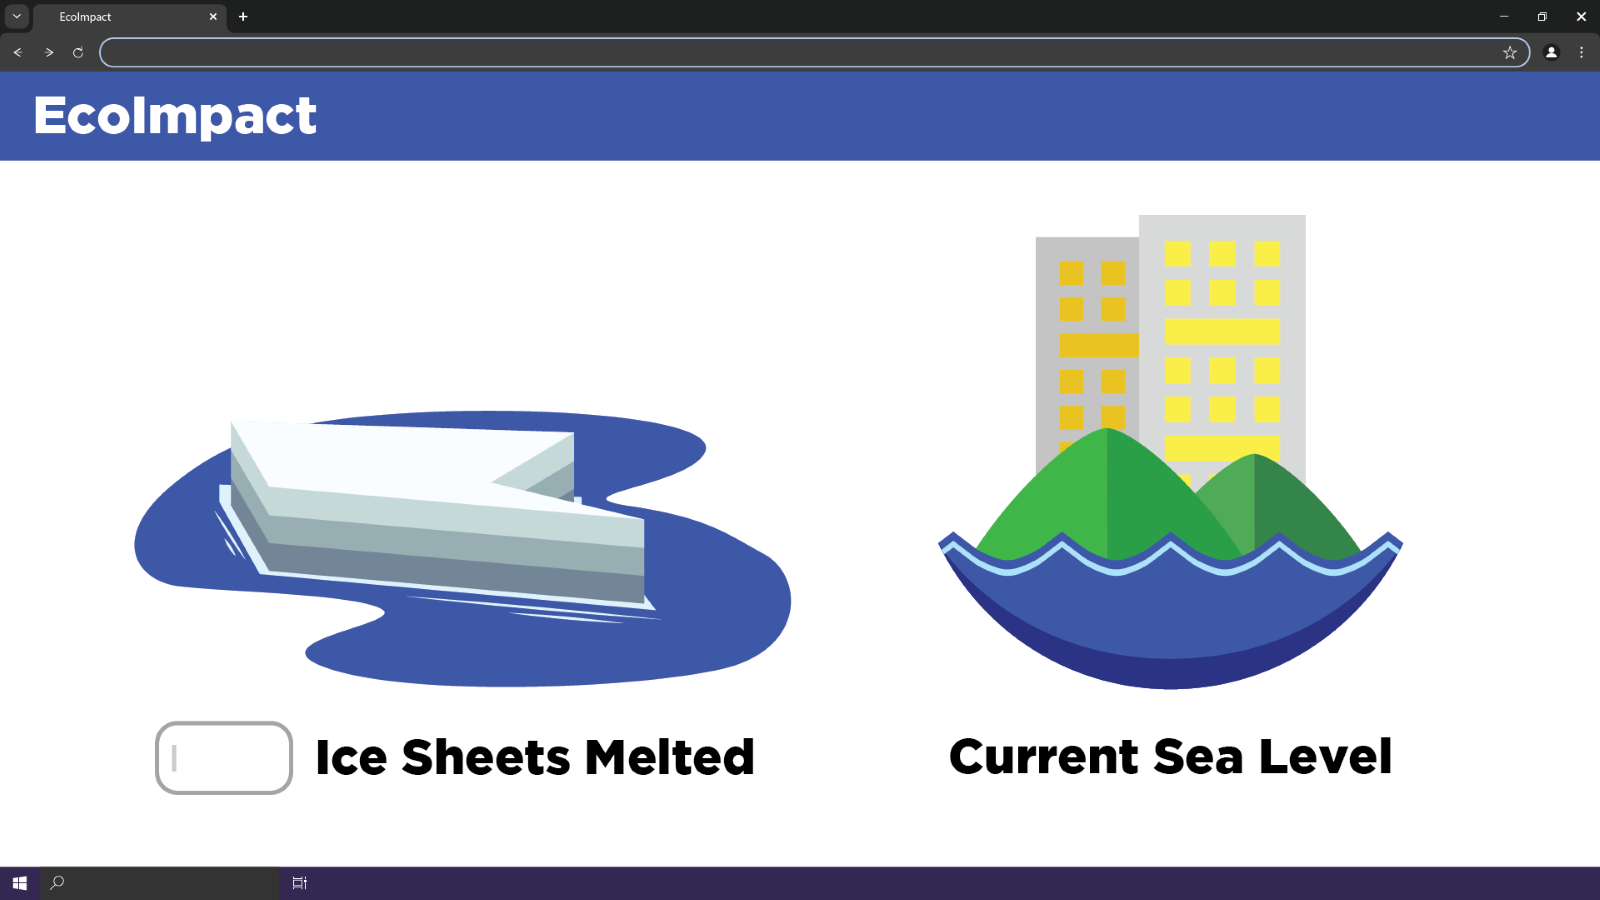 EcoImpact
EcoImpact
Ice Sheets Melted
Current Sea Level